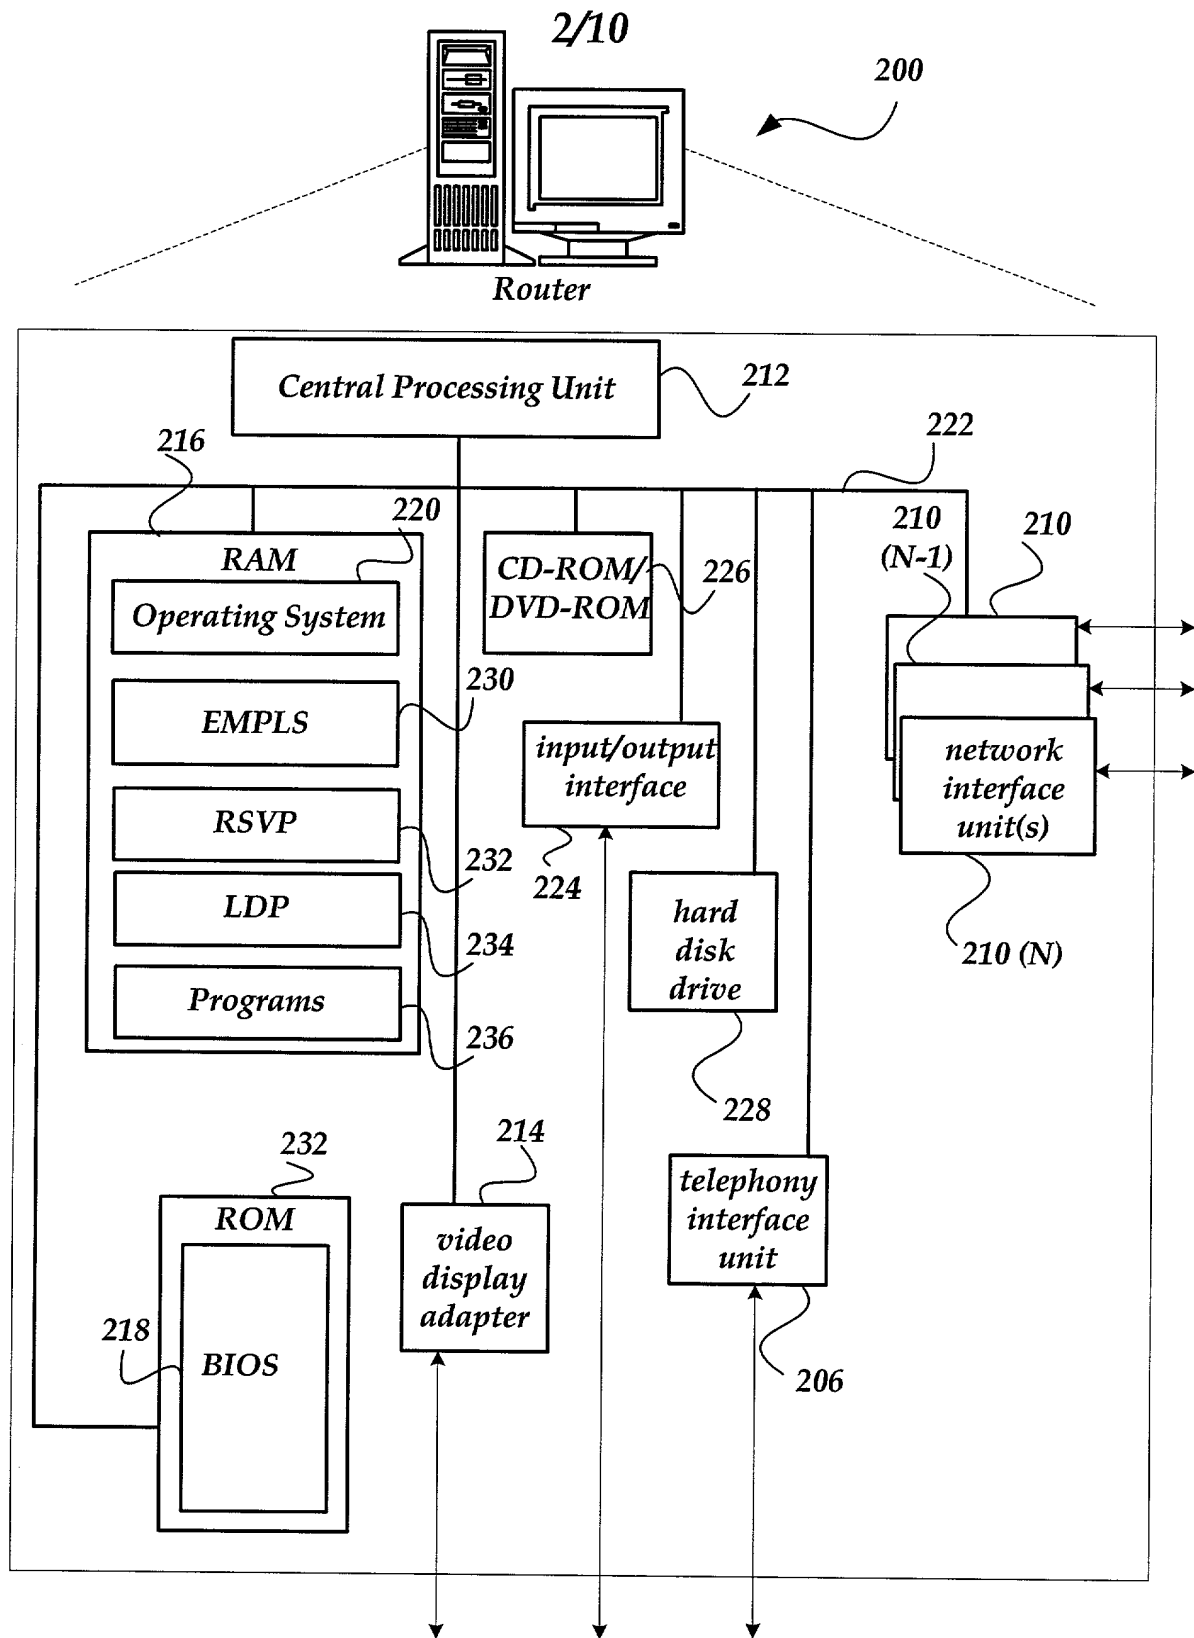 2/10
200
Router
Central Processing Unit
212
216
222
220
210
(N-1)
210
RAM
Operating System
CD-ROM/
DVD-ROM
226
EMPLS
230
input/output
interface
224
network
interface
unit(s)
210 (N)
RSVP
232
LDP
234
hard
disk
drive
228
Programs
236
214
232
ROM
video
display
adapter
telephony
interface
unit
206
218
BIOS